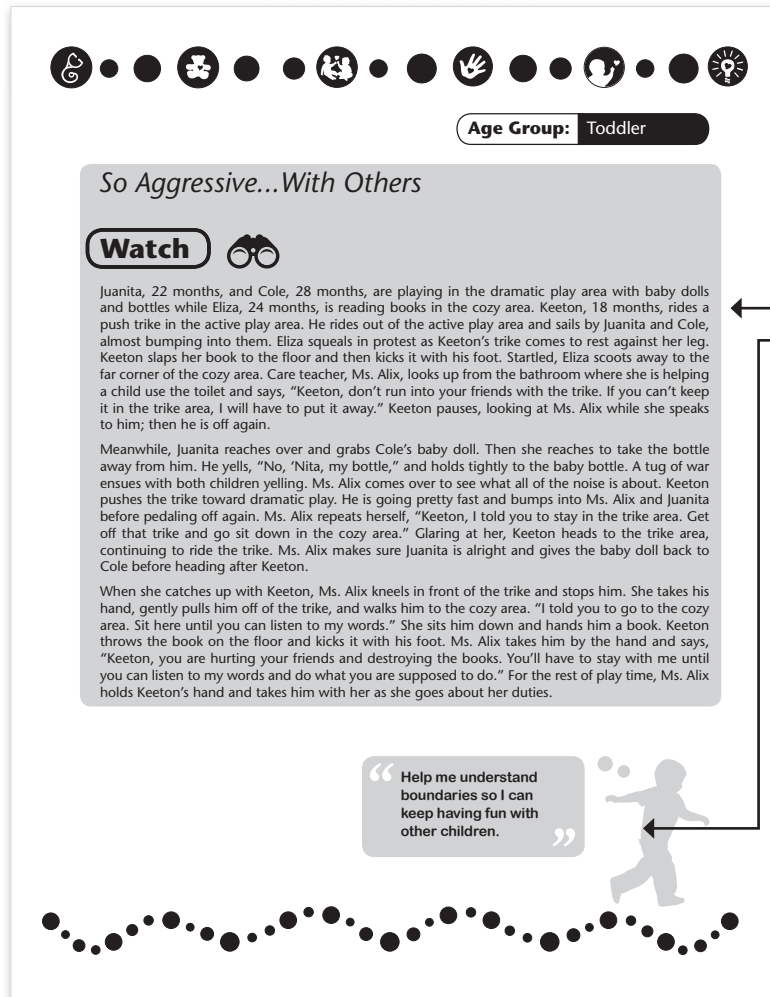 Age Group: Toddler
So Aggressive...With Others
Watch
Juanita, 22 months, and Cole, 28 months, are playing in the dramatic play area with baby dolls
and bottles while Eliza, 24 months, is reading books in the cozy area. Keeton, 18 months, rides a
push trike in the active play area. He rides out of the active play area and sails by Juanita and Cole,
almost bumping into them. Eliza squeals in protest as Keeton's trike comes to rest against her leg.
Keeton slaps her book to the floor and then kicks it with his foot. Startled, Eliza scoots away to the
far corner of the cozy area. Care teacher, Ms. Alix, looks up from the bathroom where she is helping
a child use the toilet and says, “Keeton, don't run into your friends with the trike. If you can't keep
it in the trike area, I will have to put it away.” Keeton pauses, looking at Ms. Alix while she speaks
to him; then he is off again.
Meanwhile, Juanita reaches over and grabs Cole's baby doll. Then she reaches to take the bottle
away from him. He yells, “No, ‘Nita, my bottle,” and holds tightly to the baby bottle. A tug of war
ensues with both children yelling. Ms. Alix comes over to see what all of the noise is about. Keeton
pushes the trike toward dramatic play. He is going pretty fast and bumps into Ms. Alix and Juanita
before pedaling off again. Ms. Alix repeats herself, “Keeton, I told you to stay in the trike area. Get
off that trike and go sit down in the cozy area.” Glaring at her, Keeton heads to the trike area,
continuing to ride the trike. Ms. Alix makes sure Juanita is alright and gives the baby doll back to
Cole before heading after Keeton.
When she catches up with Keeton, Ms. Alix kneels in front of the trike and stops him. She takes his
hand, gently pulls him off of the trike, and walks him to the cozy area. “I told you to go to the cozy
area. Sit here until you can listen to my words.” She sits him down and hands him a book. Keeton
throws the book on the floor and kicks it with his foot. Ms. Alix takes him by the hand and says,
“Keeton, you are hurting your friends and destroying the books. You'll have to stay with me until
you can listen to my words and do what you are supposed to do.” For the rest of play time, Ms. Alix
holds Keeton's hand and takes him with her as she goes about her duties.
“Help me understand
boundaries so I can
keep having fun with
other children.”